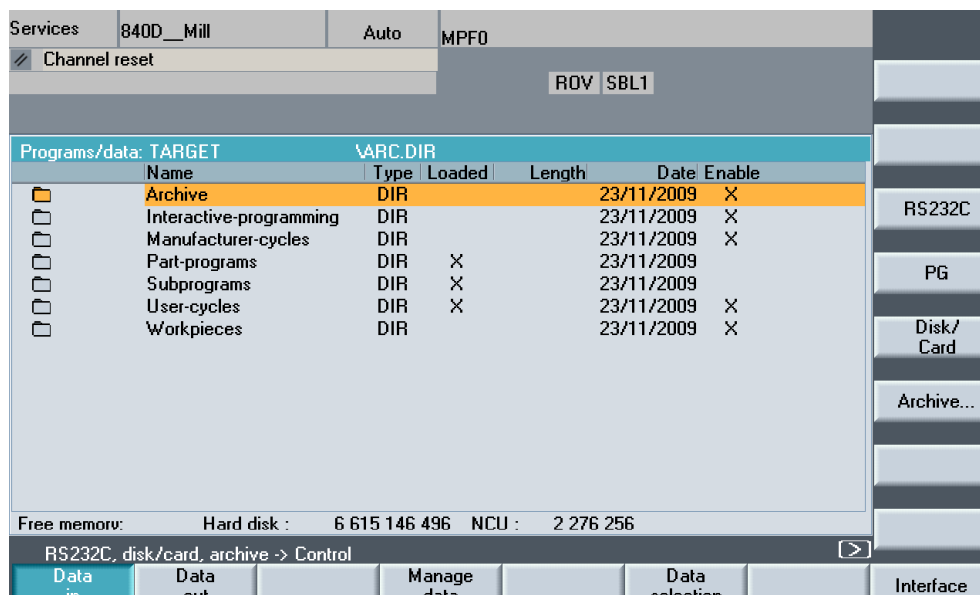 Services 840D__Mill Auto MPF0
// Channel reset
ROV SBL1
Programs/data: TARGET \ARC.DIR
Name Type Loaded Length Date Enable
Archive DIR 23/11/2009 X
Interactive-programming DIR 23/11/2009 X
Manufacturer-cycles DIR 23/11/2009 X
Part-programs DIR X 23/11/2009
Subprograms DIR X 23/11/2009
User-cycles DIR X 23/11/2009 X
Workpieces DIR 23/11/2009 X
Free memory: Hard disk : 6 615 146 496 NCU : 2 276 256
RS232C, disk/card, archive -> Control [>]
RS232C
PG
Disk/
Card
Archive...
Interface
Data in
Data out
Manage data
Data selection